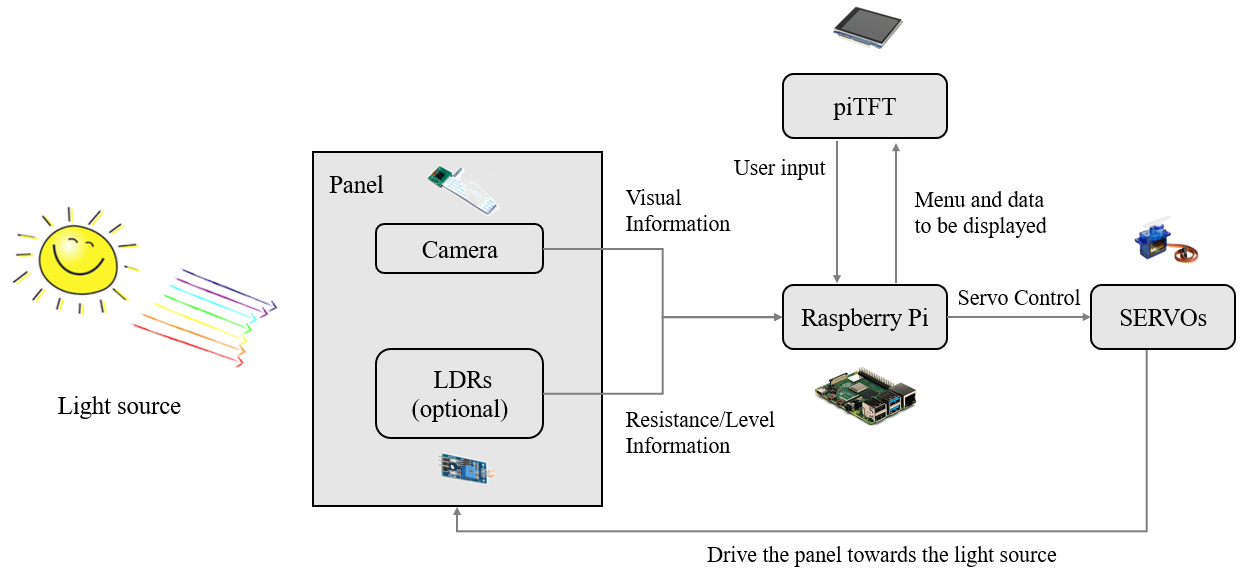 piTFT
User input
Menu and data
to be displayed
Panel
Visual
Information
Camera
Light source
LDRs
(optional)
Resistance/Level
Information
Raspberry Pi
Servo Control
SERVOs
Drive the panel towards the light source